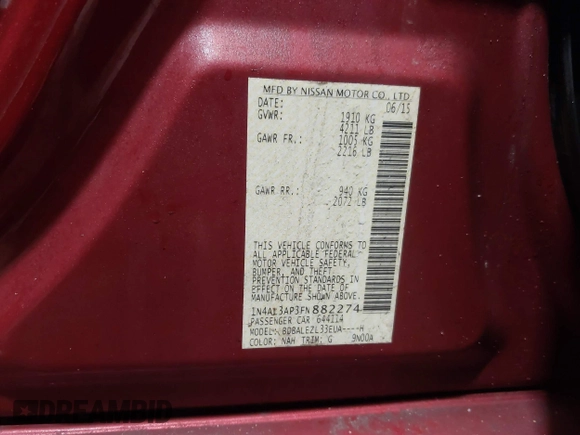 MFD BY NISSAN MOTOR CO., LTD
DATE: 06/15
GVWR: 1910 KG
4211 LB
GAWR FR.: 1005 KG
2216 LB
GAWR RR.: 940 KG
2072 LB
THIS VEHICLE CONFORMS TO
ALL APPLICABLE FEDERAL
MOTOR VEHICLE SAFETY,
BUMPER, AND THEFT
PREVENTION STANDARDS IN
EFFECT ON THE DATE OF
MANUFACTURE SHOWN ABOVE.
1N4AL3AP3FN882274
PASSENGER CAR 644114
MODEL: BDBALEZL33EUA----H
COLOR: NAH TRIM: G 9N00A
DREAMBID